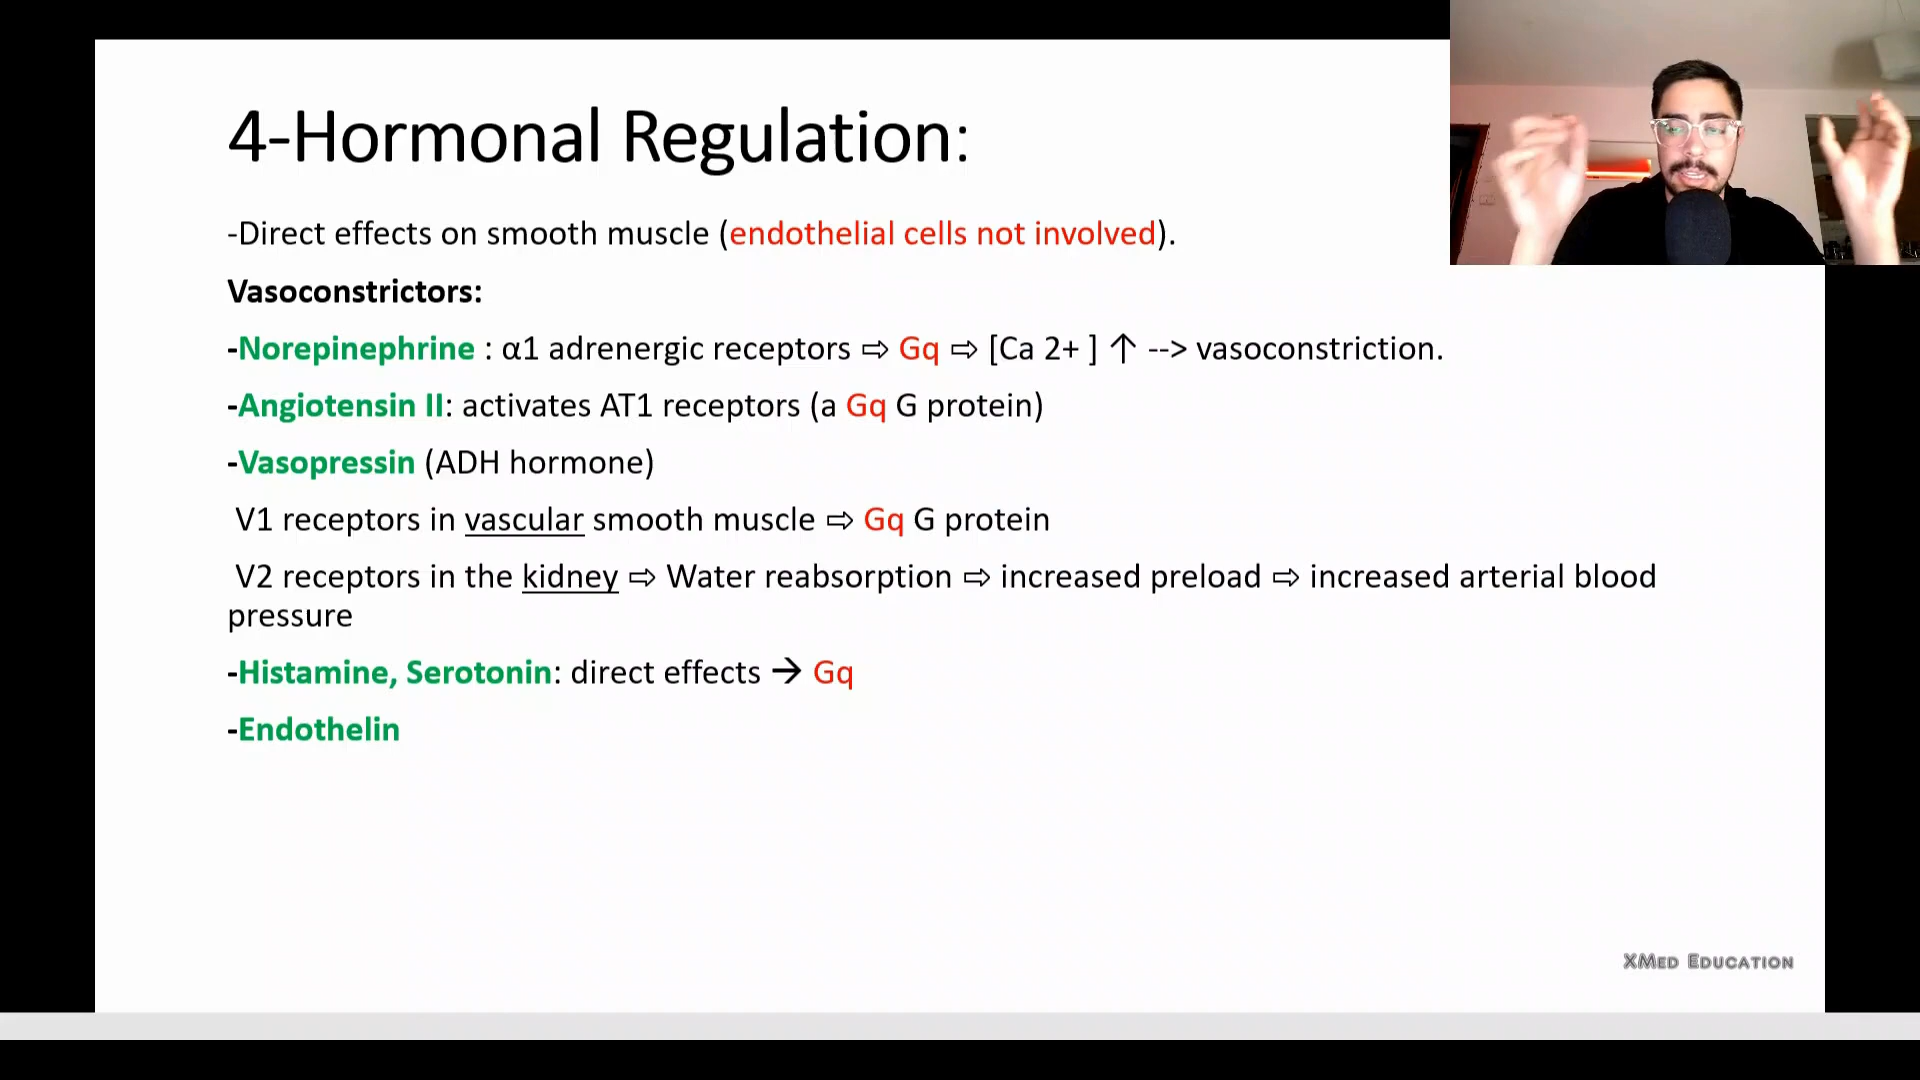 4-Hormonal Regulation:
-Direct effects on smooth muscle (endothelial cells not involved).
Vasoconstrictors:
-Norepinephrine : α1 adrenergic receptors ⇨ Gq ⇨ [Ca 2+ ] ↑ --> vasoconstriction.
-Angiotensin II: activates AT1 receptors (a Gq G protein)
-Vasopressin (ADH hormone)
V1 receptors in vascular smooth muscle ⇨ Gq G protein
V2 receptors in the kidney ⇨ Water reabsorption ⇨ increased preload ⇨ increased arterial blood
pressure
-Histamine, Serotonin: direct effects → Gq
-Endothelin
XMED EDUCATION